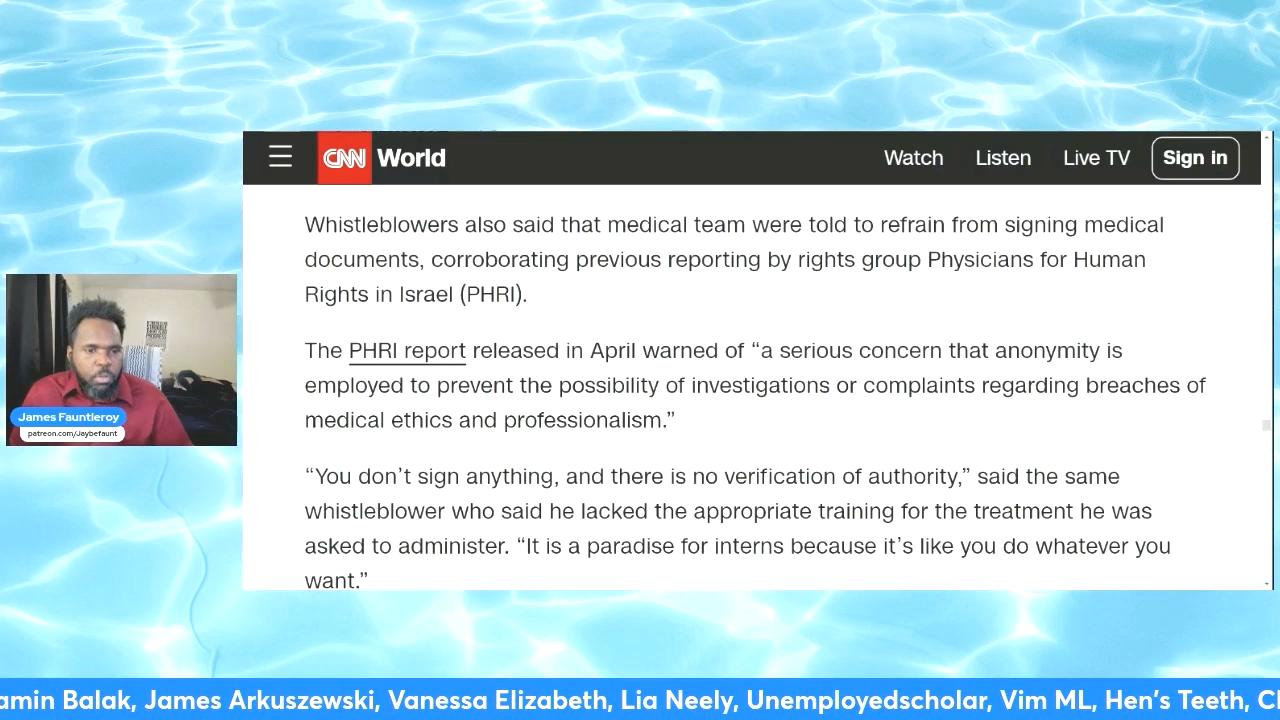 CNN World Watch Listen Live TV Sign in
Whistleblowers also said that medical team were told to refrain from signing medical
documents, corroborating previous reporting by rights group Physicians for Human
Rights in Israel (PHRI).
The PHRI report released in April warned of “a serious concern that anonymity is
employed to prevent the possibility of investigations or complaints regarding breaches of
medical ethics and professionalism.”
“You don’t sign anything, and there is no verification of authority,” said the same
whistleblower who said he lacked the appropriate training for the treatment he was
asked to administer. “It is a paradise for interns because it’s like you do whatever you
want.”
James Fauntleroy
patreon.com/Jaybefaunt
amin Balak, James Arkuszewski, Vanessa Elizabeth, Lia Neely, Unemployedscholar, Vim ML, Hen's Teeth,